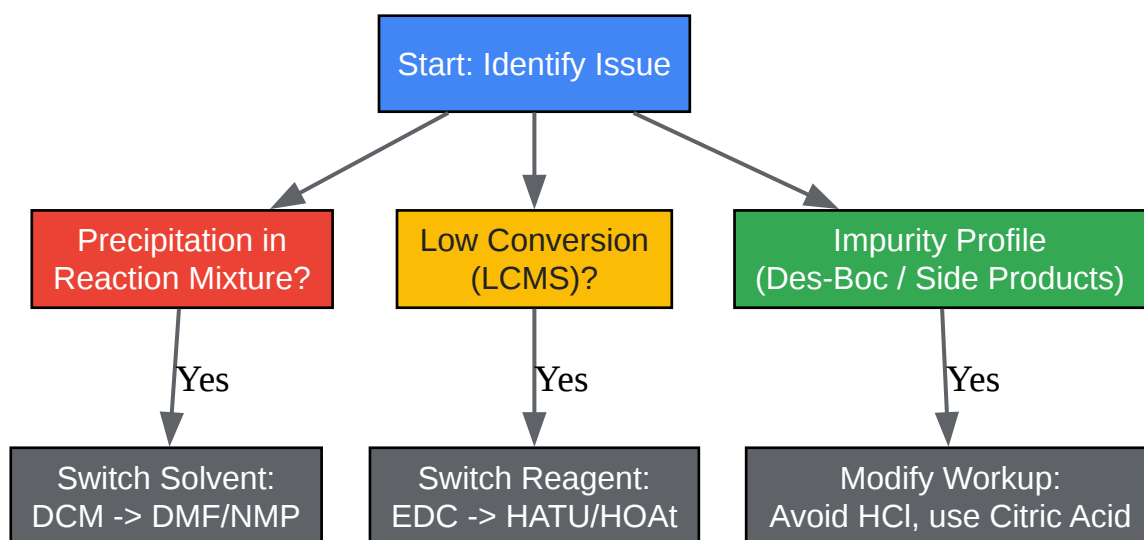 Start: Identify Issue
Precipitation in
Reaction Mixture?
Low Conversion
(LCMS)?
Impurity Profile
(Des-Boc / Side Products)
Yes
Yes
Yes
Switch Solvent:
DCM -> DMF/NMP
Switch Reagent:
EDC -> HATU/HOAt
Modify Workup:
Avoid HCl, use Citric Acid